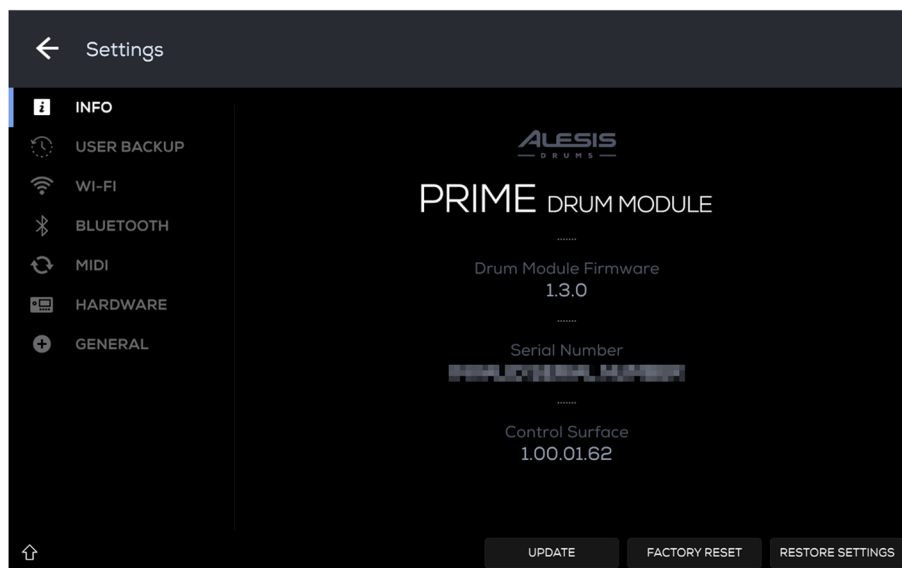 Settings
INFO
USER BACKUP
WI-FI
BLUETOOTH
MIDI
HARDWARE
GENERAL
ALESIS
DRUMS
PRIME DRUM MODULE
Drum Module Firmware
1.3.0
Serial Number
Control Surface
1.00.01.62
UPDATE
FACTORY RESET
RESTORE SETTINGS